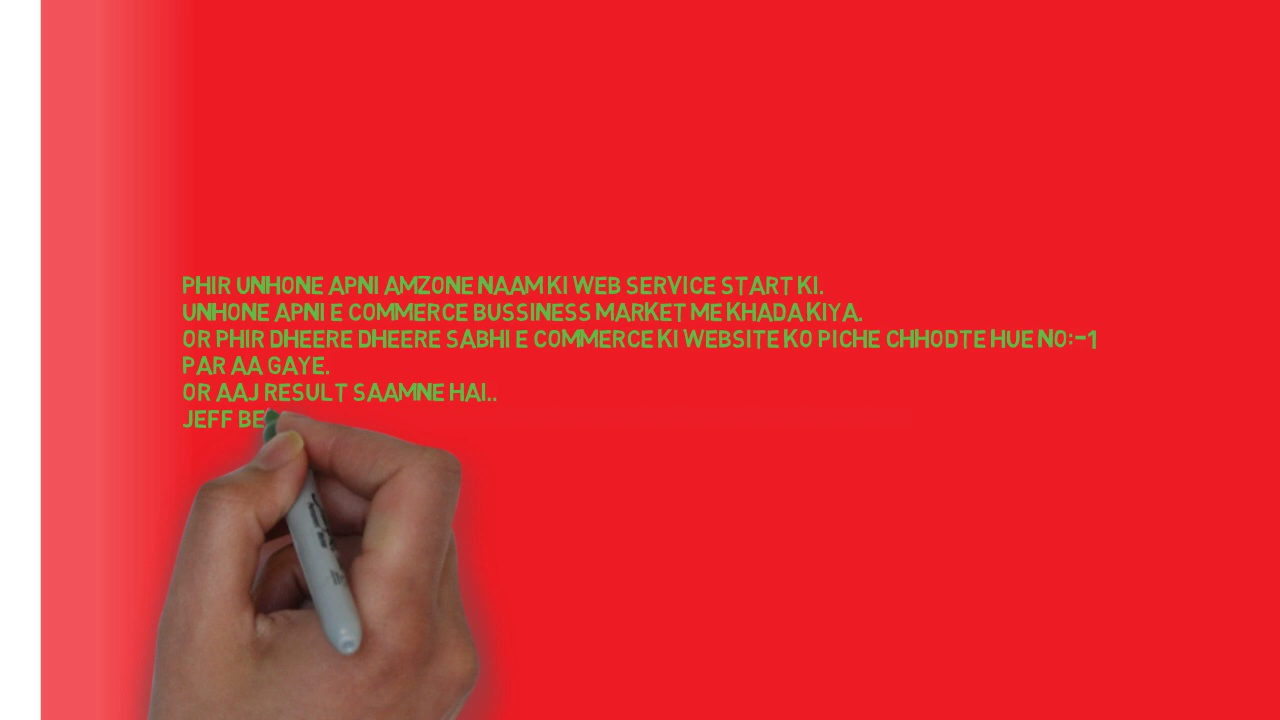 PHIR UNHONE APNI AMZONE NAAM KI WEB SERVICE START KI.
UNHONE APNI E COMMERCE BUSSINESS MARKET ME KHADA KIYA.
OR PHIR DHEERE DHEERE SABHI E COMMERCE KI WEBSITE KO PICHE CHHODTE HUE NO:-1
PAR AA GAYE.
OR AAJ RESULT SAAMNE HAI..
JEFF BE